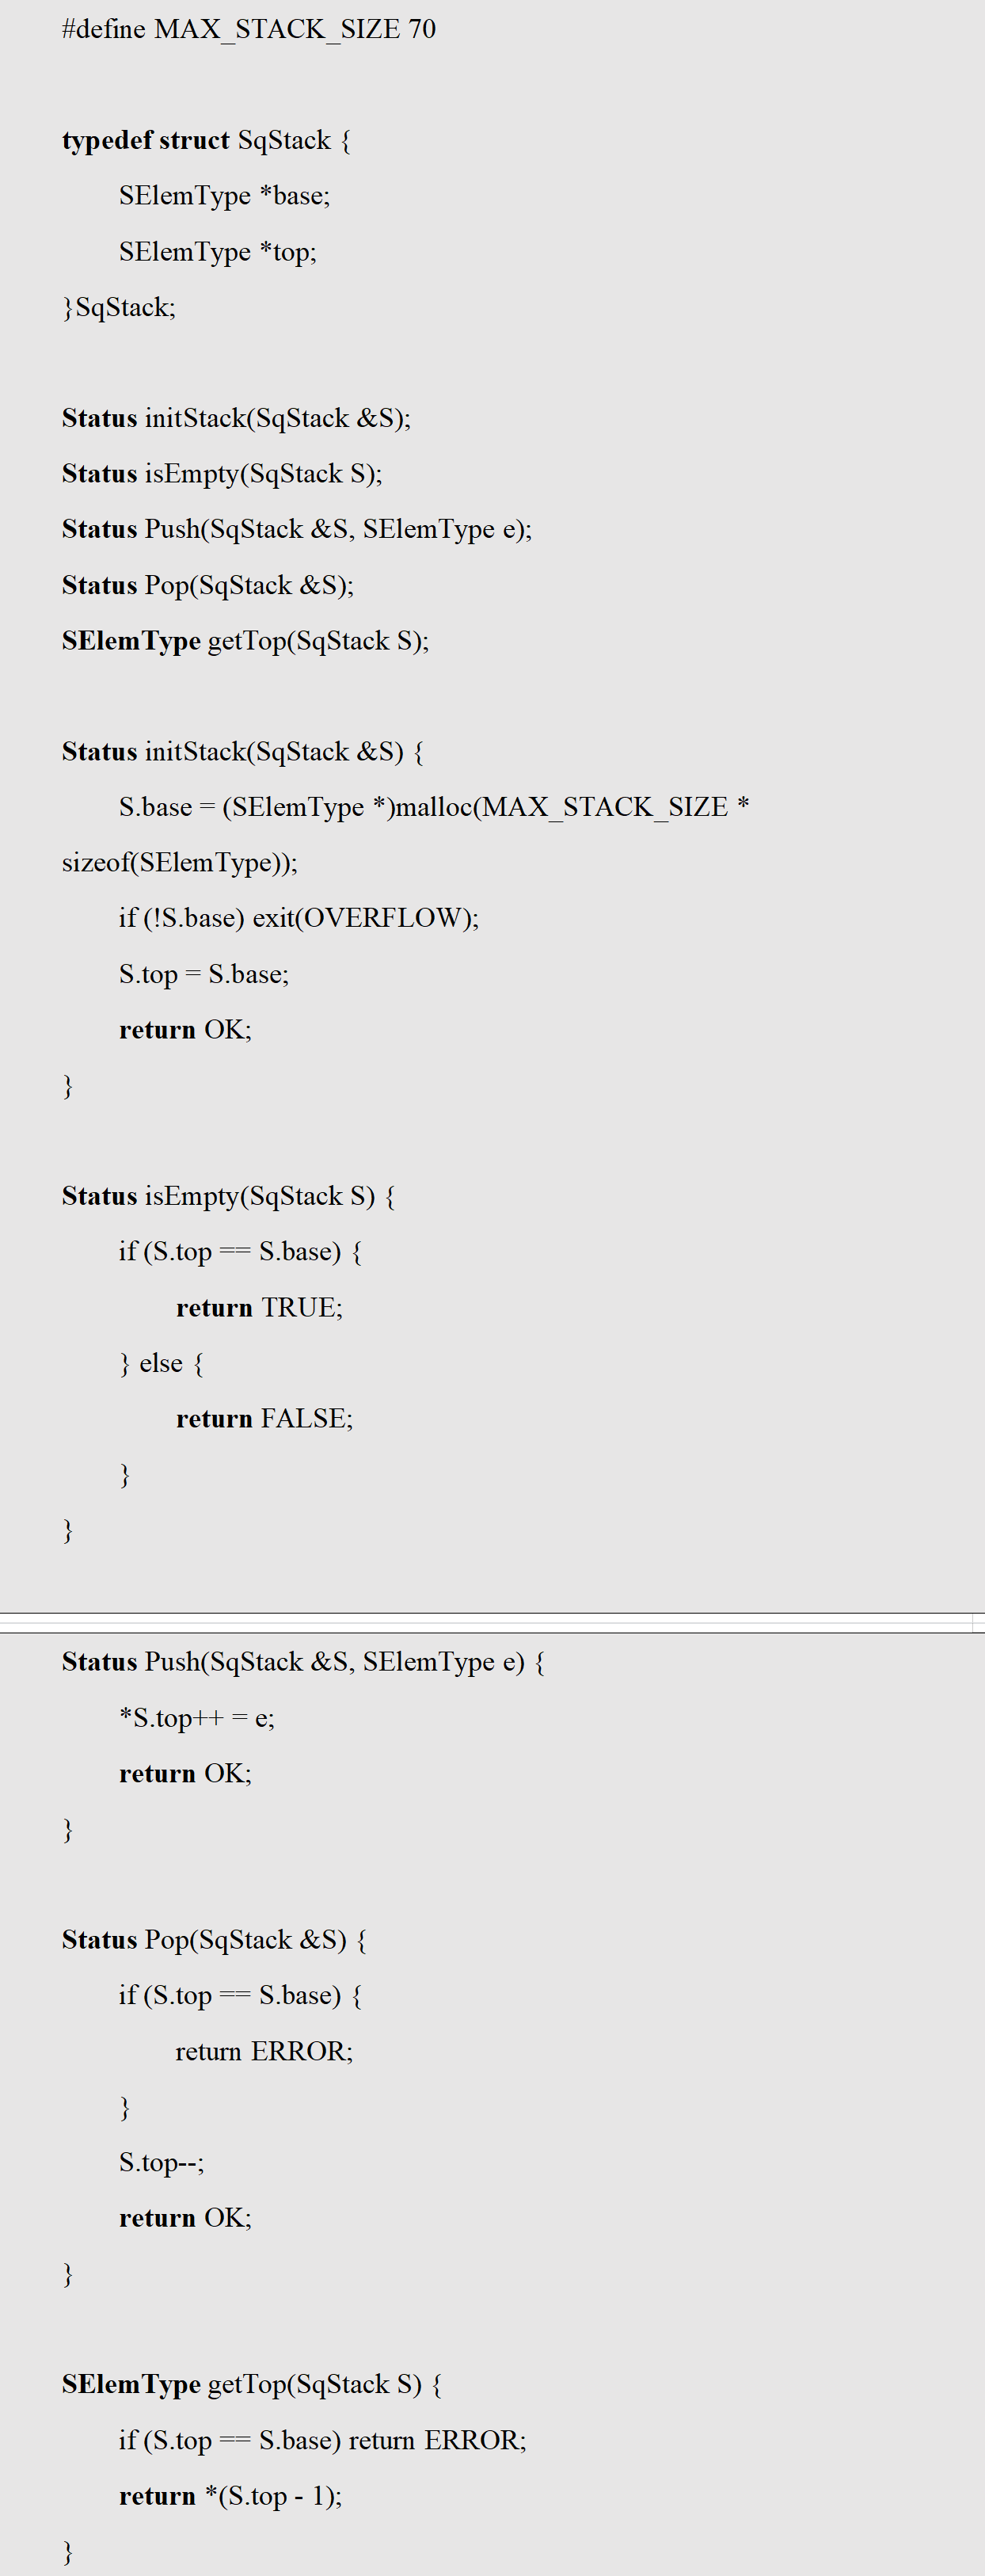 #define MAX_STACK_SIZE 70
typedef struct SqStack {
SElemType *base;
SElemType *top;
}SqStack;
Status initStack(SqStack &S);
Status isEmpty(SqStack S);
Status Push(SqStack &S, SElemType e);
Status Pop(SqStack &S);
SElemType getTop(SqStack S);
Status initStack(SqStack &S) {
S.base = (SElemType *)malloc(MAX_STACK_SIZE *
sizeof(SElemType));
if (!S.base) exit(OVERFLOW);
S.top = S.base;
return OK;
}
Status isEmpty(SqStack S) {
if (S.top == S.base) {
return TRUE;
} else {
return FALSE;
}
}
Status Push(SqStack &S, SElemType e) {
*S.top++ = e;
return OK;
}
Status Pop(SqStack &S) {
if (S.top == S.base) {
return ERROR;
}
S.top--;
return OK;
}
SElemType getTop(SqStack S) {
if (S.top == S.base) return ERROR;
return *(S.top - 1);
}